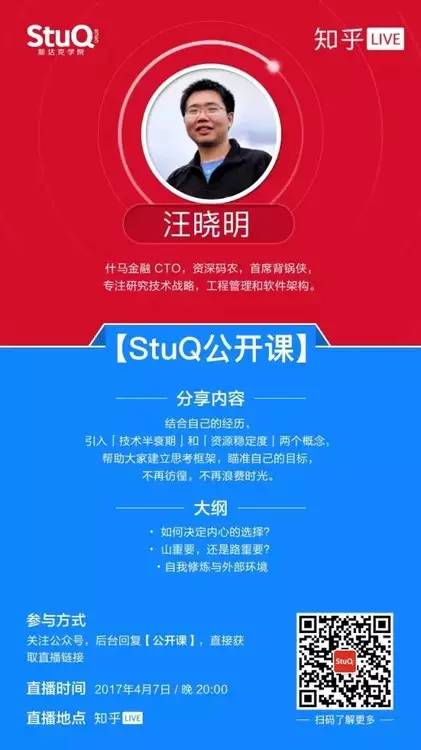 StuQ
斯达克学院
知乎 LIVE
汪晓明
什马金融 CTO，资深码农，首席背锅侠，
专注研究技术战略，工程管理和软件架构。
【StuQ公开课】
分享内容
结合自己的经历，
引入「技术半衰期」和「资源稳定度」两个概念，
帮助大家建立思考框架，瞄准自己的目标，
不再彷徨，不再浪费时光。
大纲
• 如何决定内心的选择？
• 山重要，还是路重要？
• 自我修炼与外部环境
参与方式
关注公众号，后台回复【公开课】，直接获
取直播链接
直播时间 2017年4月7日 / 晚 20:00
直播地点 知乎 LIVE
StuQ
扫码了解更多